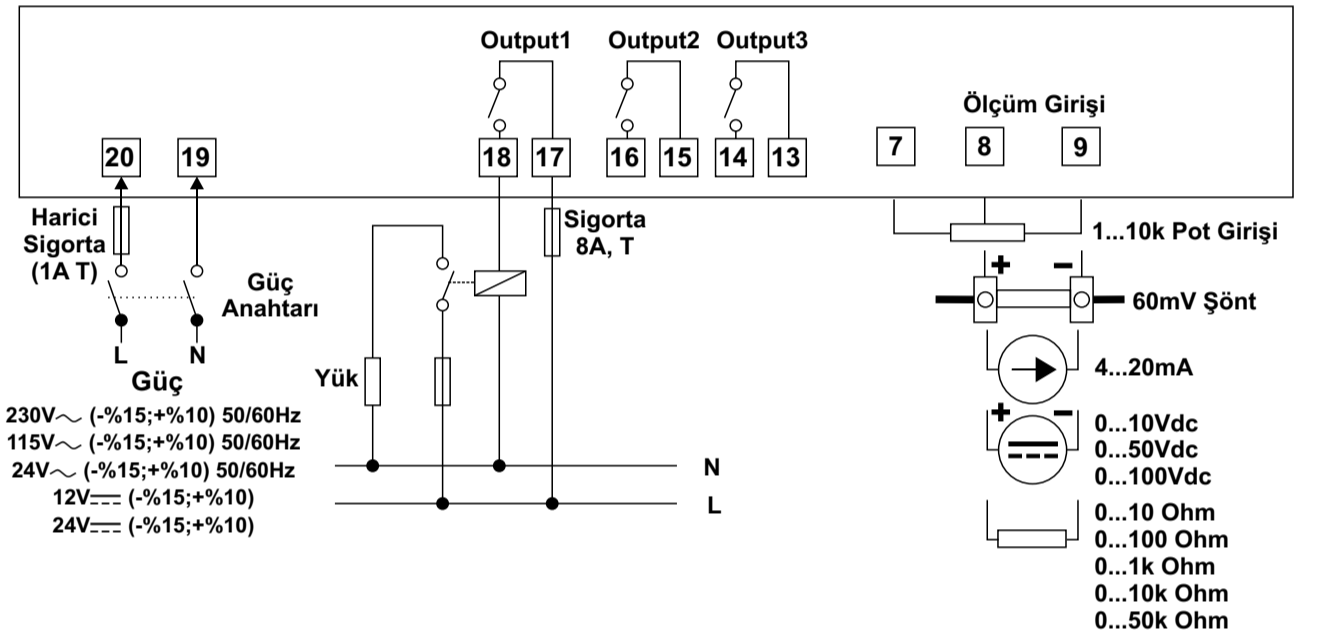 Output1 Output2 Output3
Ölçüm Girişi
20 19 18 17 16 15 14 13 7 8 9
Harici
Sigorta
(1A T)
Güç
Anahtarı
L N
Güç
230V~ (-%15;+%10) 50/60Hz
115V~ (-%15;+%10) 50/60Hz
24V~ (-%15;+%10) 50/60Hz
12V⎓ (-%15;+%10)
24V⎓ (-%15;+%10)
Sigorta
8A, T
Yük
N
L
1...10k Pot Girişi
+ −
60mV Şönt
4...20mA
+ −
0...10Vdc
0...50Vdc
0...100Vdc
0...10 Ohm
0...100 Ohm
0...1k Ohm
0...10k Ohm
0...50k Ohm